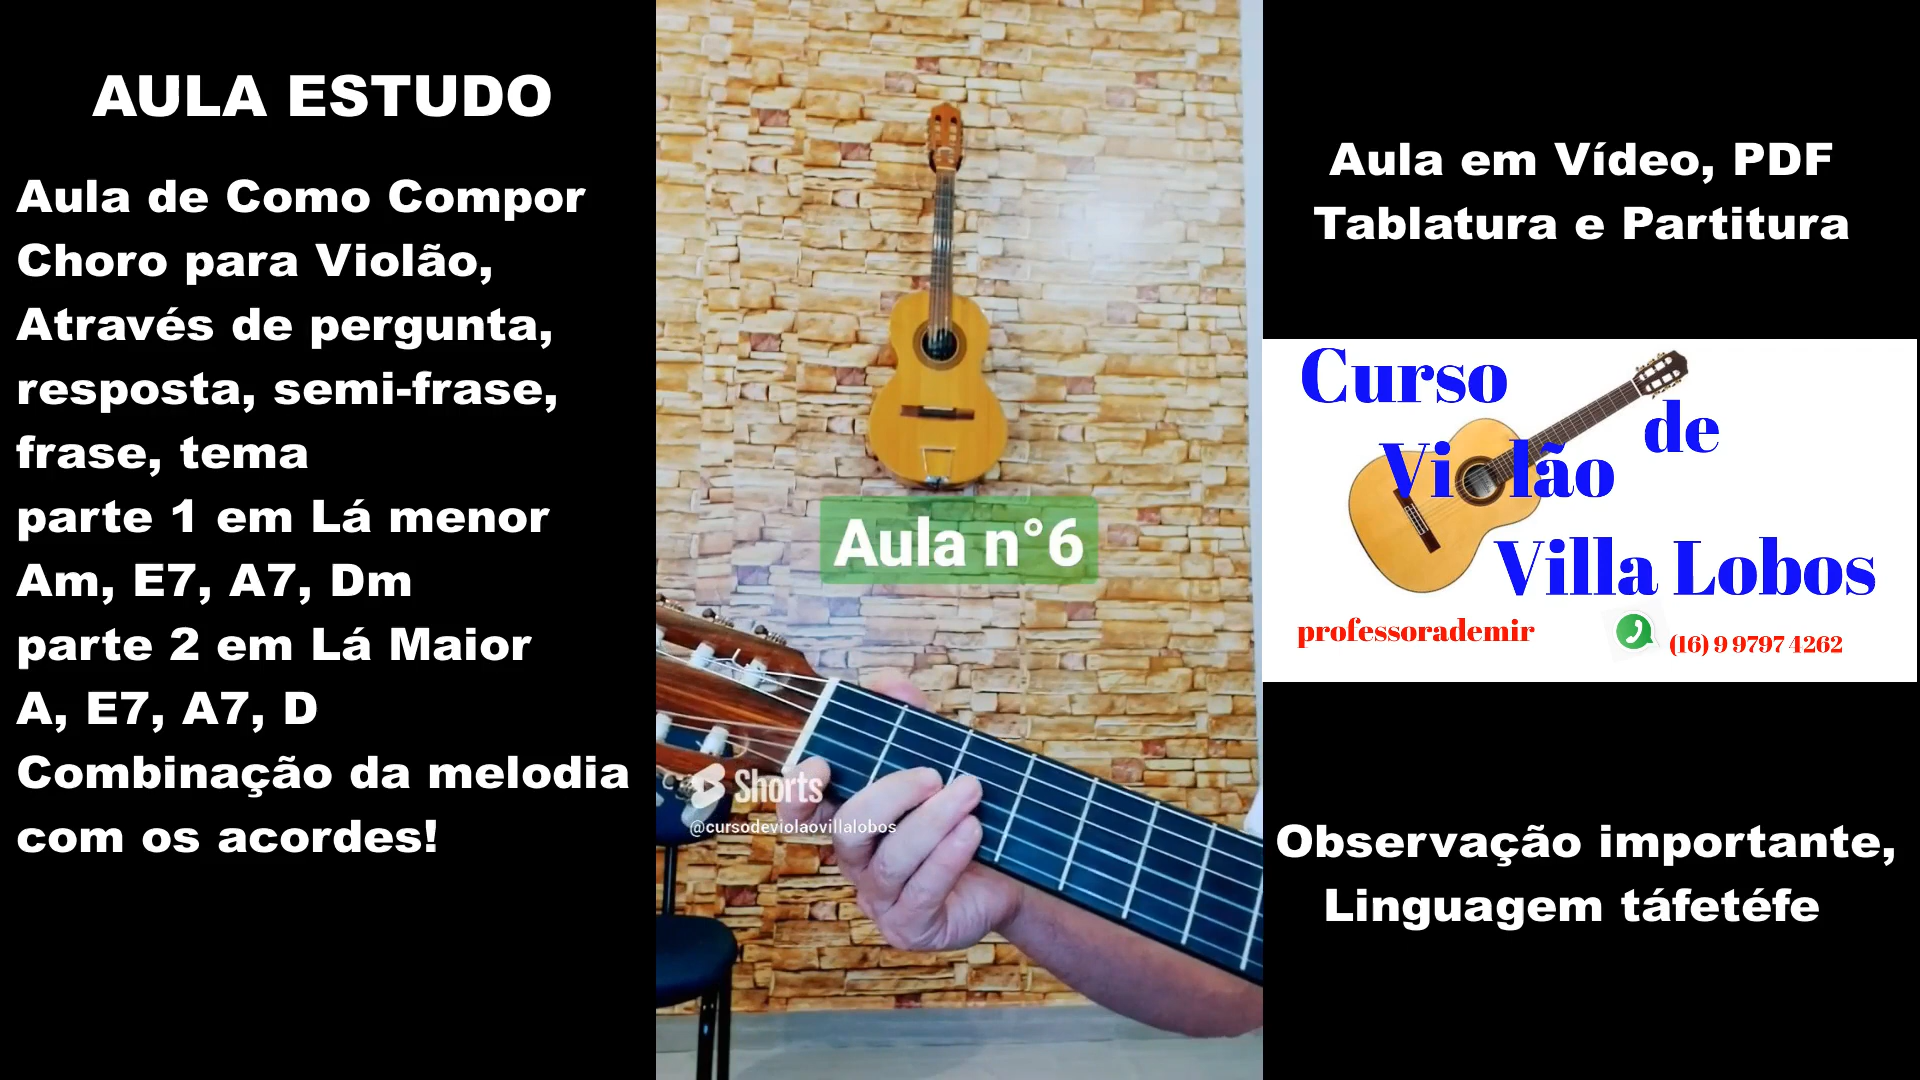 AULA ESTUDO
Aula de Como Compor
Choro para Violão,
Através de pergunta,
resposta, semi-frase,
frase, tema
parte 1 em Lá menor
Am, E7, A7, Dm
parte 2 em Lá Maior
A, E7, A7, D
Combinação da melodia
com os acordes!
Aula n°6
Shorts
@cursodeviolaovillalobos
Aula em Vídeo, PDF
Tablatura e Partitura
Curso
de
Vi lão
Villa Lobos
professorademir
(16) 9 9797 4262
Observação importante,
Linguagem táfetéfe